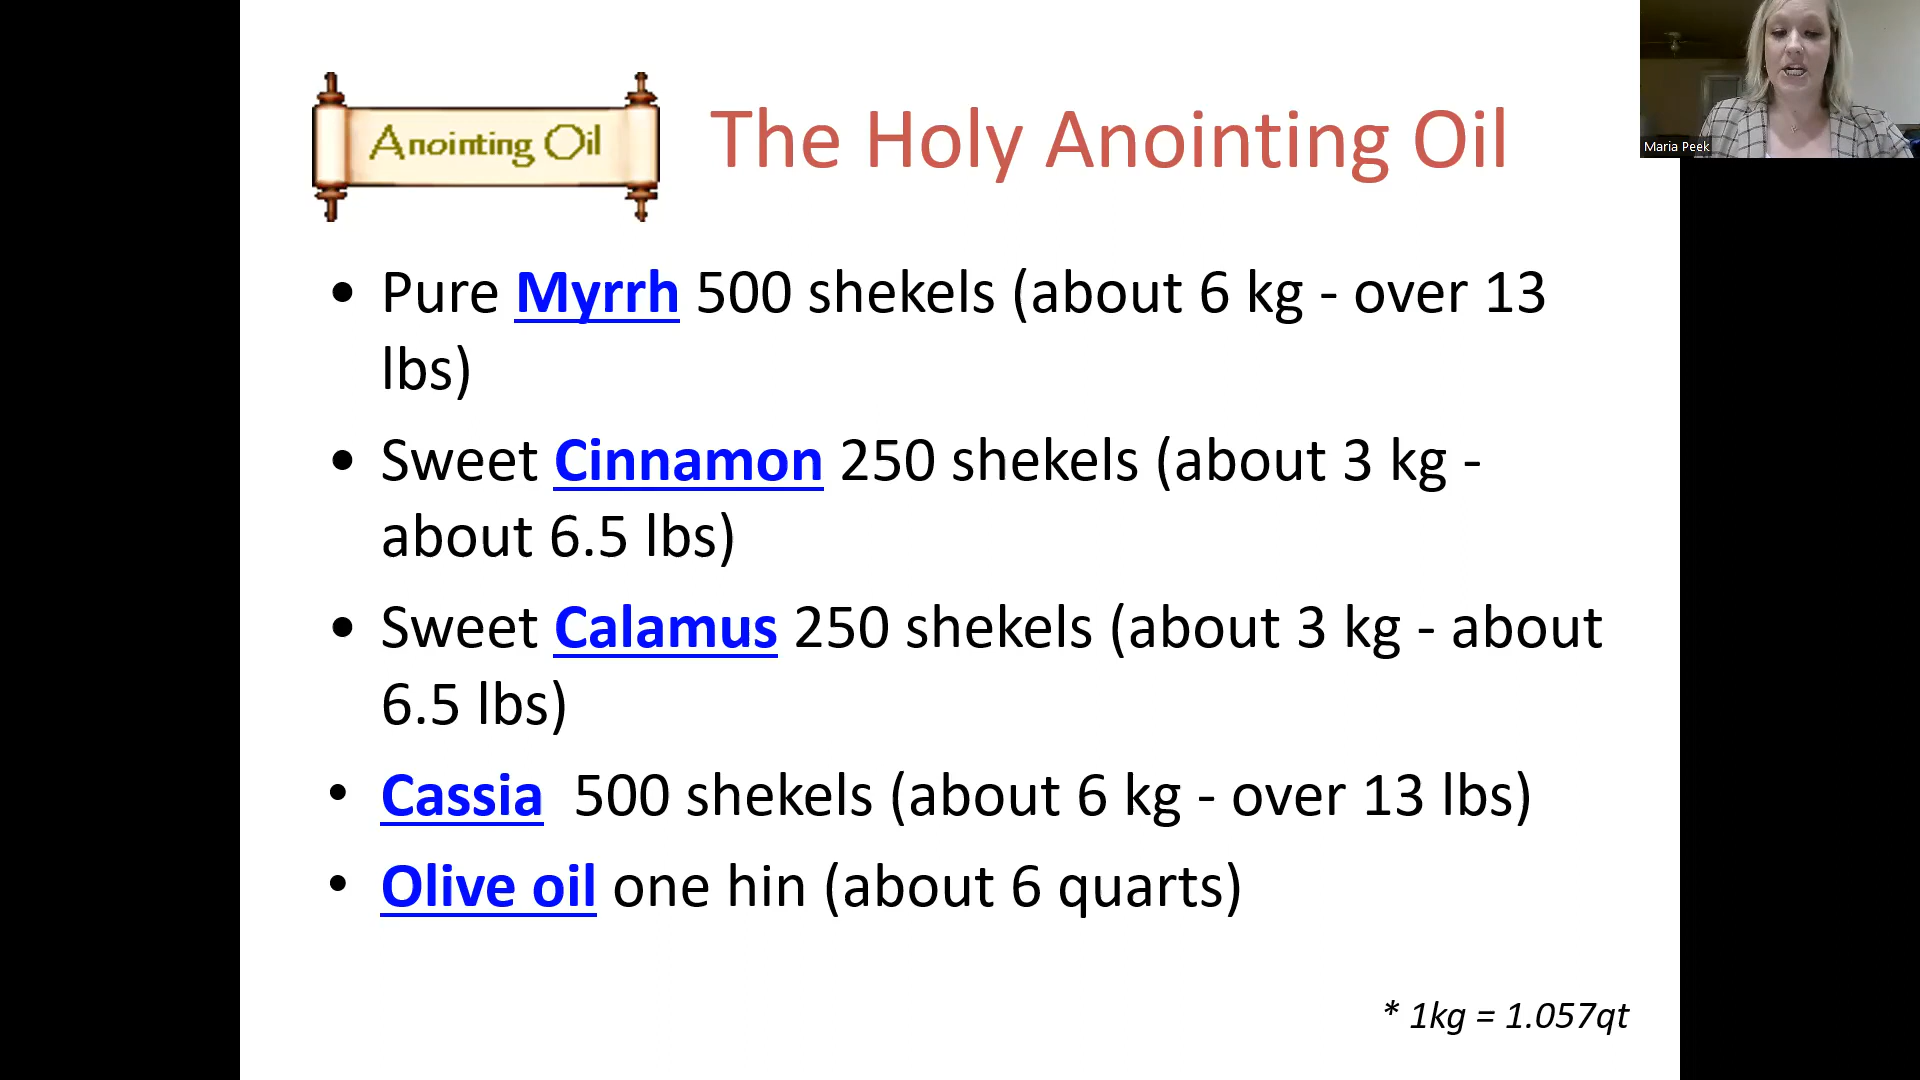 Anointing Oil
The Holy Anointing Oil
Maria Peek
• Pure Myrrh 500 shekels (about 6 kg - over 13
lbs)
• Sweet Cinnamon 250 shekels (about 3 kg -
about 6.5 lbs)
• Sweet Calamus 250 shekels (about 3 kg - about
6.5 lbs)
• Cassia 500 shekels (about 6 kg - over 13 lbs)
• Olive oil one hin (about 6 quarts)
* 1kg = 1.057qt